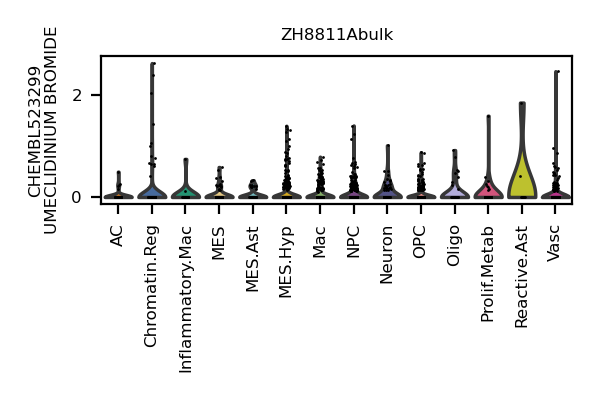 ZH8811Abulk
CHEMBL523299
UMECLIDINIUM BROMIDE
2
0
AC
Chromatin.Reg
Inflammatory.Mac
MES
MES.Ast
MES.Hyp
Mac
NPC
Neuron
OPC
Oligo
Prolif.Metab
Reactive.Ast
Vasc